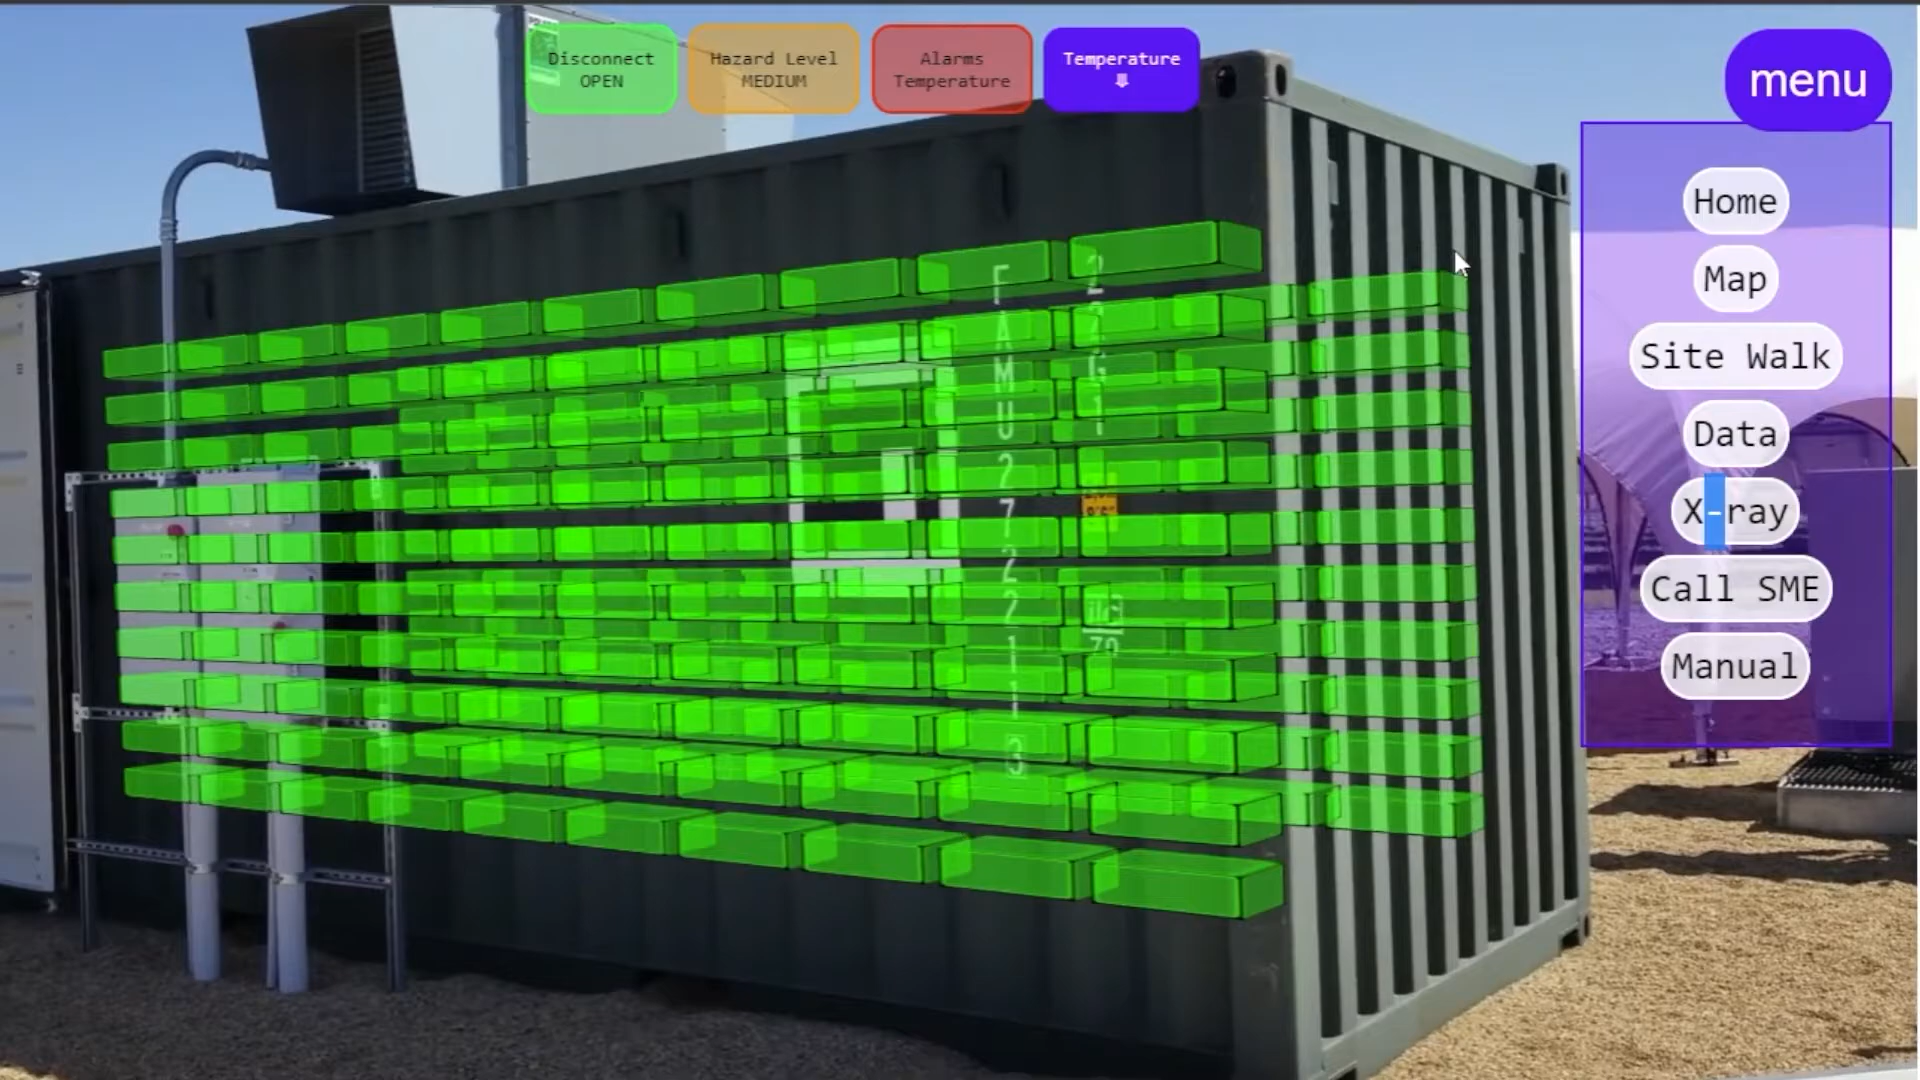 Disconnect
OPEN
Hazard Level
MEDIUM
Alarms
Temperature
Temperature
menu
Home
Map
Site Walk
Data
X-ray
Call SME
Manual